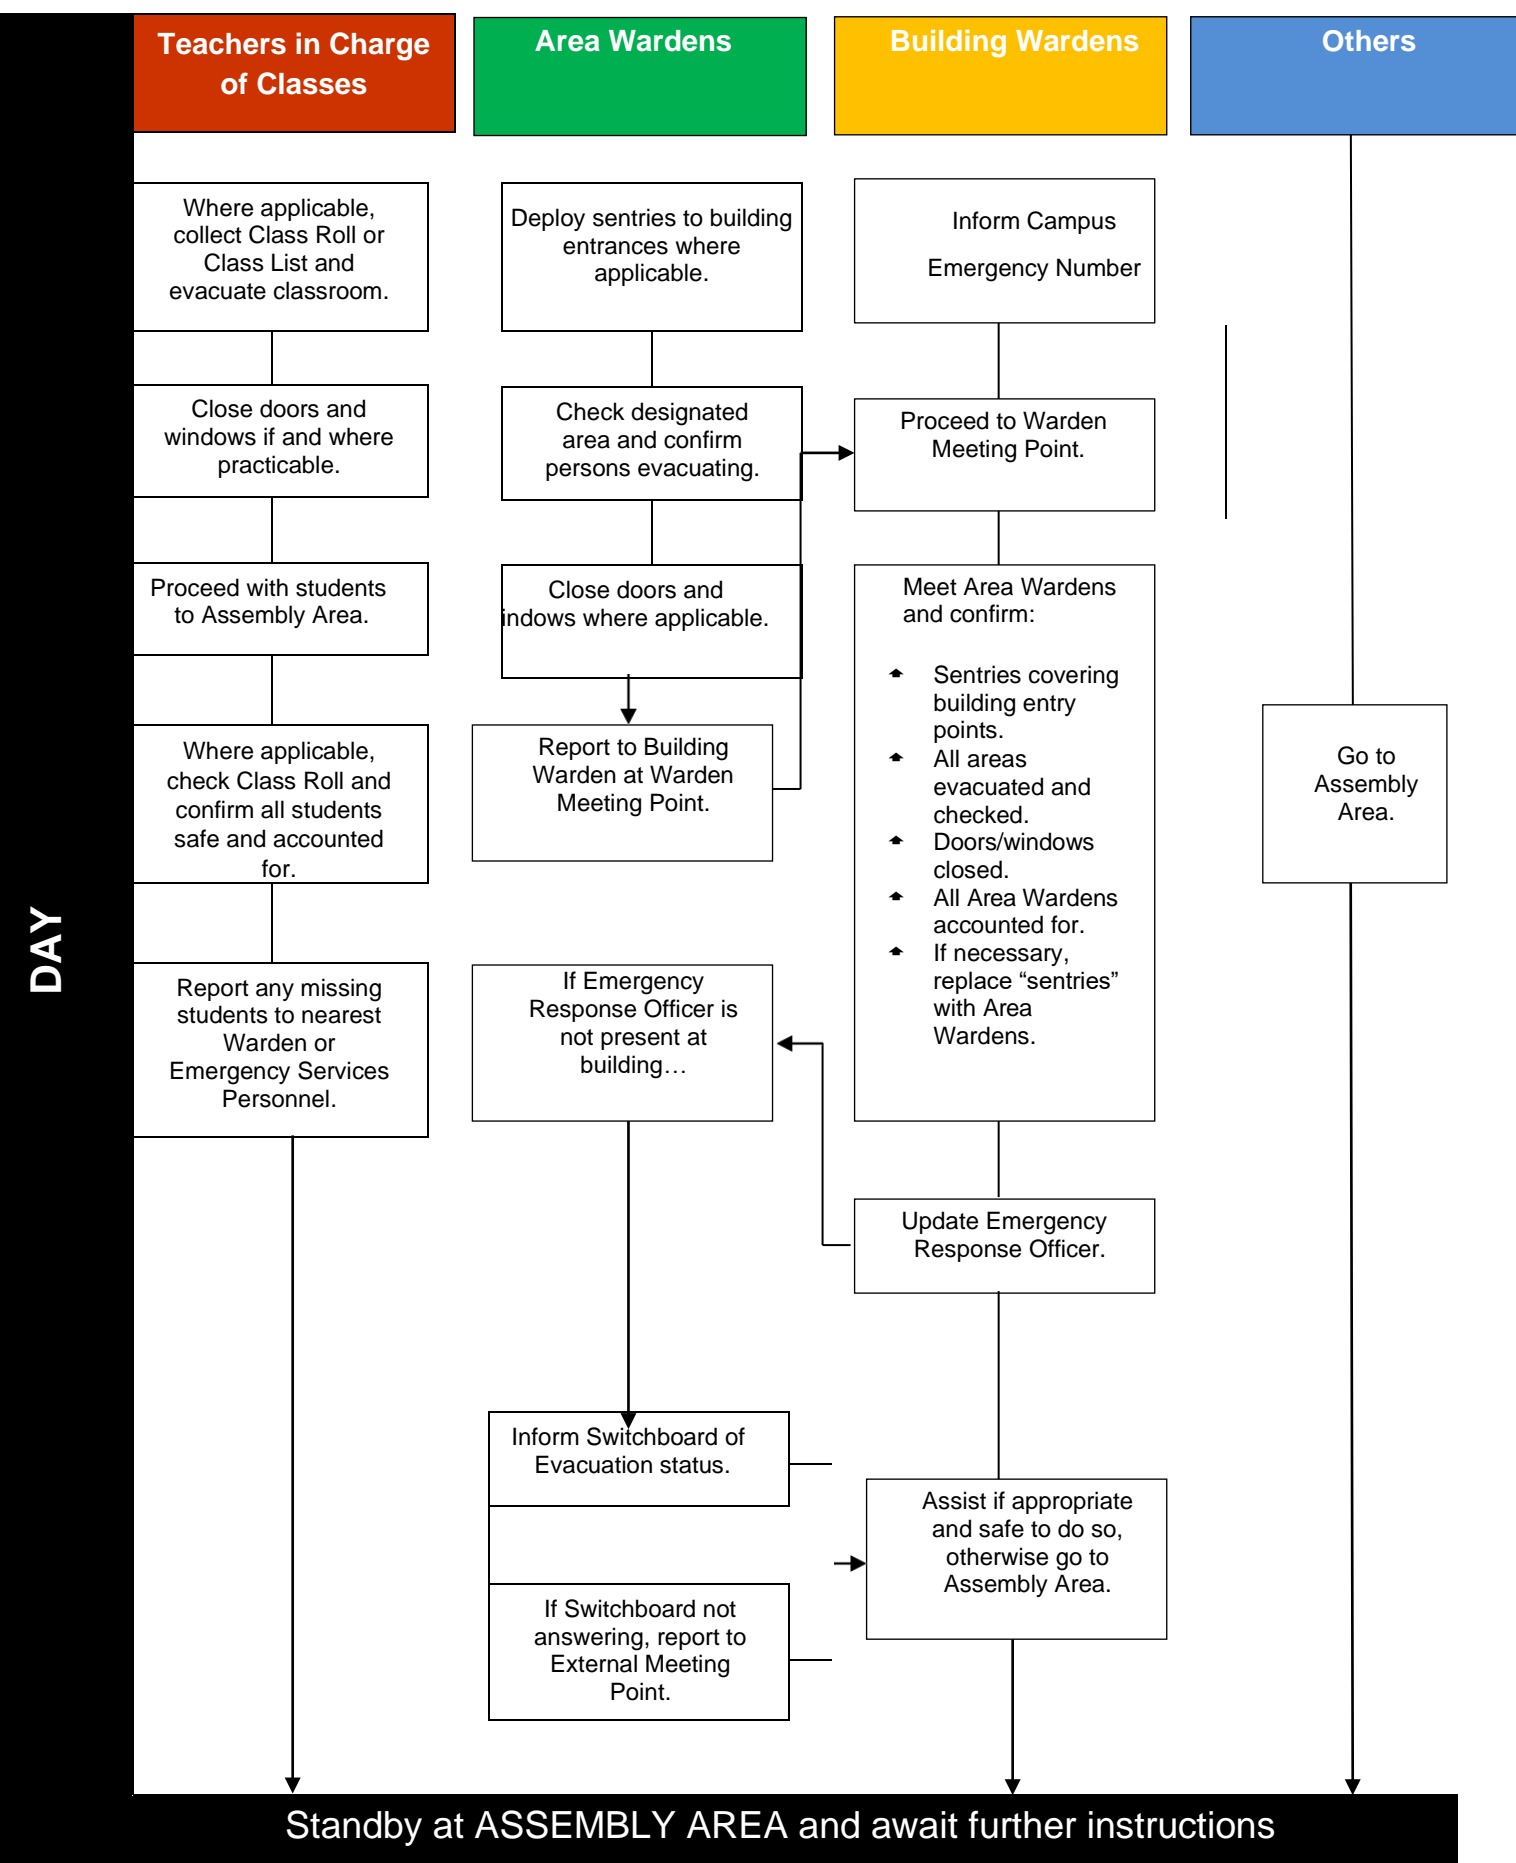 Teachers in Charge
of Classes
Area Wardens
Building Wardens
Others
DAY
Where applicable,
collect Class Roll or
Class List and
evacuate classroom.
Close doors and
windows if and where
practicable.
Proceed with students
to Assembly Area.
Where applicable,
check Class Roll and
confirm all students
safe and accounted
for.
Report any missing
students to nearest
Warden or
Emergency Services
Personnel.
Deploy sentries to building
entrances where
applicable.
Check designated
area and confirm
persons evacuating.
Close doors and
indows where applicable.
Report to Building
Warden at Warden
Meeting Point.
If Emergency
Response Officer is
not present at
building…
Inform Switchboard of
Evacuation status.
If Switchboard not
answering, report to
External Meeting
Point.
Inform Campus
Emergency Number
Proceed to Warden
Meeting Point.
Meet Area Wardens
and confirm:
Sentries covering
building entry
points.
All areas
evacuated and
checked.
Doors/windows
closed.
All Area Wardens
accounted for.
If necessary,
replace “sentries”
with Area
Wardens.
Update Emergency
Response Officer.
Assist if appropriate
and safe to do so,
otherwise go to
Assembly Area.
Go to
Assembly
Area.
Standby at ASSEMBLY AREA and await further instructions